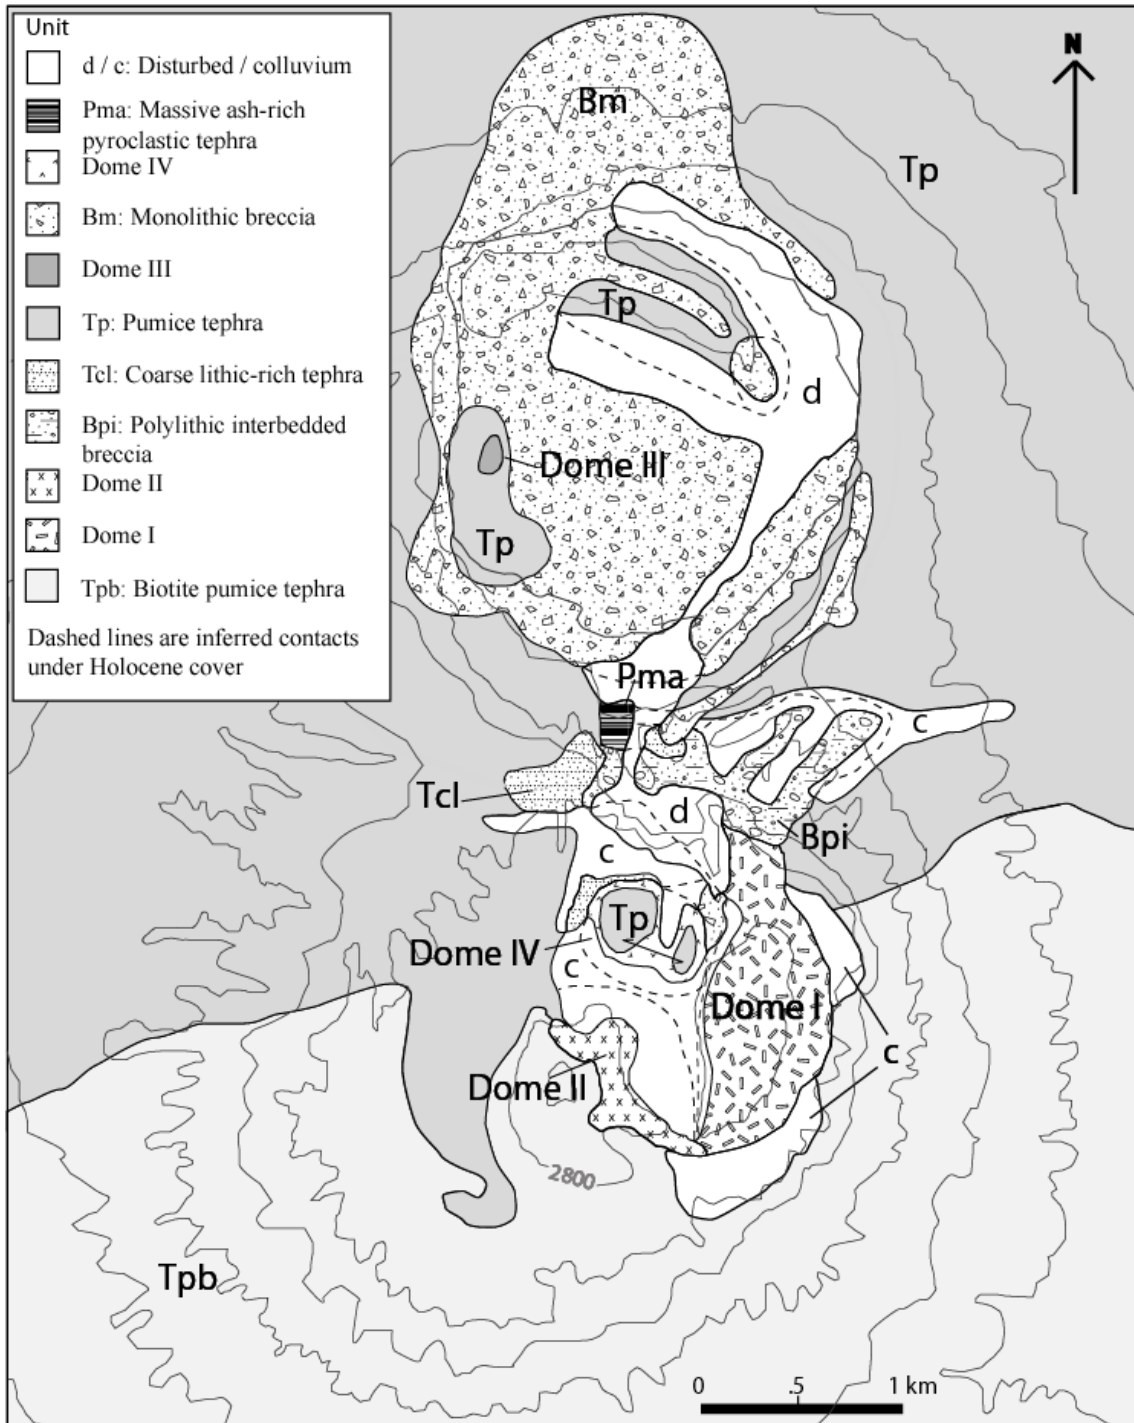 Unit
d / c: Disturbed / colluvium
Pma: Massive ash-rich
pyroclastic tephra
Dome IV
Bm: Monolithic breccia
Dome III
Tp: Pumice tephra
Tcl: Coarse lithic-rich tephra
Bpi: Polylithic interbedded
breccia
Dome II
Dome I
Tpb: Biotite pumice tephra
Dashed lines are inferred contacts
under Holocene cover
N
Bm
Tp
Tp
d
Dome III
Tp
Pma
c
Tcl
d
Bpi
c
Tp
Dome IV
c
Dome I
c
Dome II
2800
Tpb
0 .5 1 km